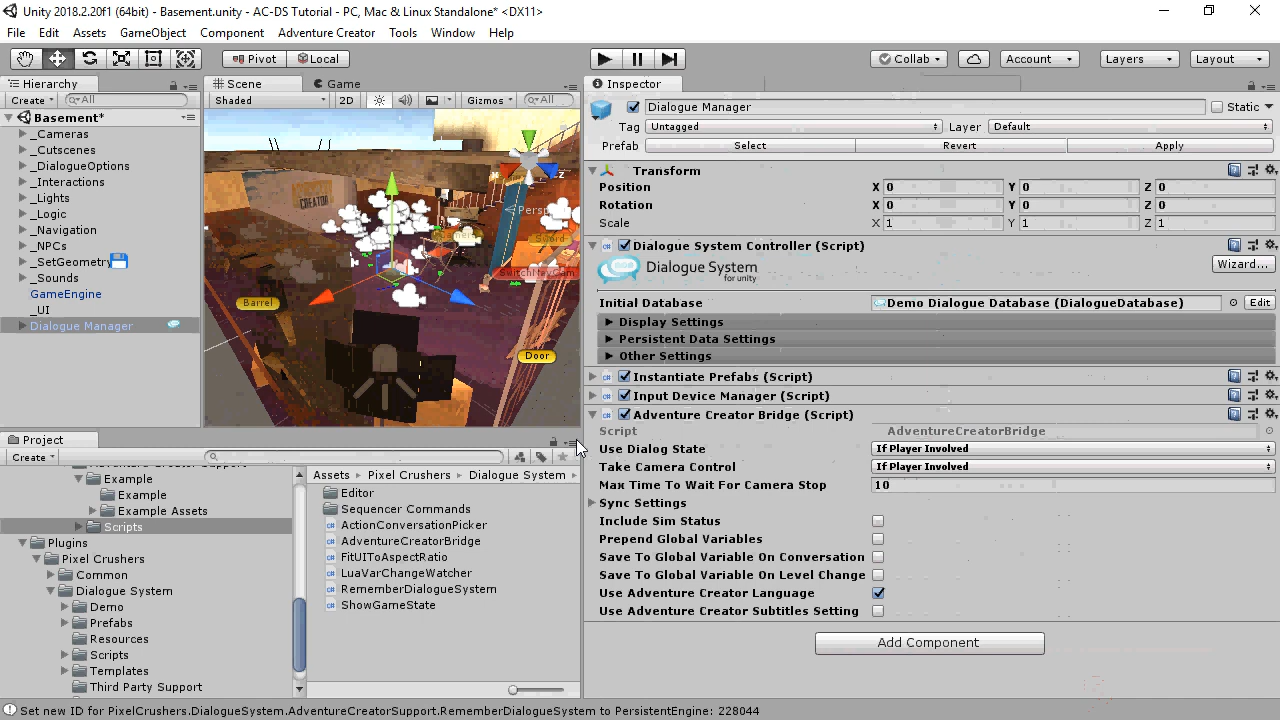 Unity 2018.2.20f1 (64bit) - Basement.unity - AC-DS Tutorial - PC, Mac & Linux Standalone* <DX11>
File Edit Assets GameObject Component Adventure Creator Tools Window Help
Pivot Local Collab Account Layers Layout
Hierarchy
Create All
Basement*
_Cameras
_Cutscenes
_DialogueOptions
_Interactions
_Lights
_Logic
_Navigation
_NPCs
_SetGeometry
_Sounds
GameEngine
_UI
Dialogue Manager
Scene Game
Shaded 2D Gizmos All
CREATOR
Persp
z
Sword
SwitchNavCam
Barrel
Door
Inspector
Dialogue Manager Static
Tag Untagged Layer Default
Prefab Select Revert Apply
Transform
Position X 0 Y 0 Z 0
Rotation X 0 Y 0 Z 0
Scale X 1 Y 1 Z 1
Dialogue System Controller (Script)
Dialogue System
for unity
Wizard...
Initial Database Demo Dialogue Database (DialogueDatabase) Edit
Display Settings
Persistent Data Settings
Other Settings
Instantiate Prefabs (Script)
Input Device Manager (Script)
Adventure Creator Bridge (Script)
Script AdventureCreatorBridge
Use Dialog State If Player Involved
Take Camera Control If Player Involved
Max Time To Wait For Camera Stop 10
Sync Settings
Include Sim Status
Prepend Global Variables
Save To Global Variable On Conversation
Save To Global Variable On Level Change
Use Adventure Creator Language
Use Adventure Creator Subtitles Setting
Add Component
Project
Create
Adventure Creator Support
Example
Example
Example Assets
Scripts
Plugins
Pixel Crushers
Common
Dialogue System
Demo
Prefabs
Resources
Scripts
Templates
Third Party Support
Assets Pixel Crushers Dialogue System
Editor
Sequencer Commands
ActionConversationPicker
AdventureCreatorBridge
FitUIToAspectRatio
LuaVarChangeWatcher
RememberDialogueSystem
ShowGameState
Set new ID for PixelCrushers.DialogueSystem.AdventureCreatorSupport.RememberDialogueSystem to PersistentEngine: 228044